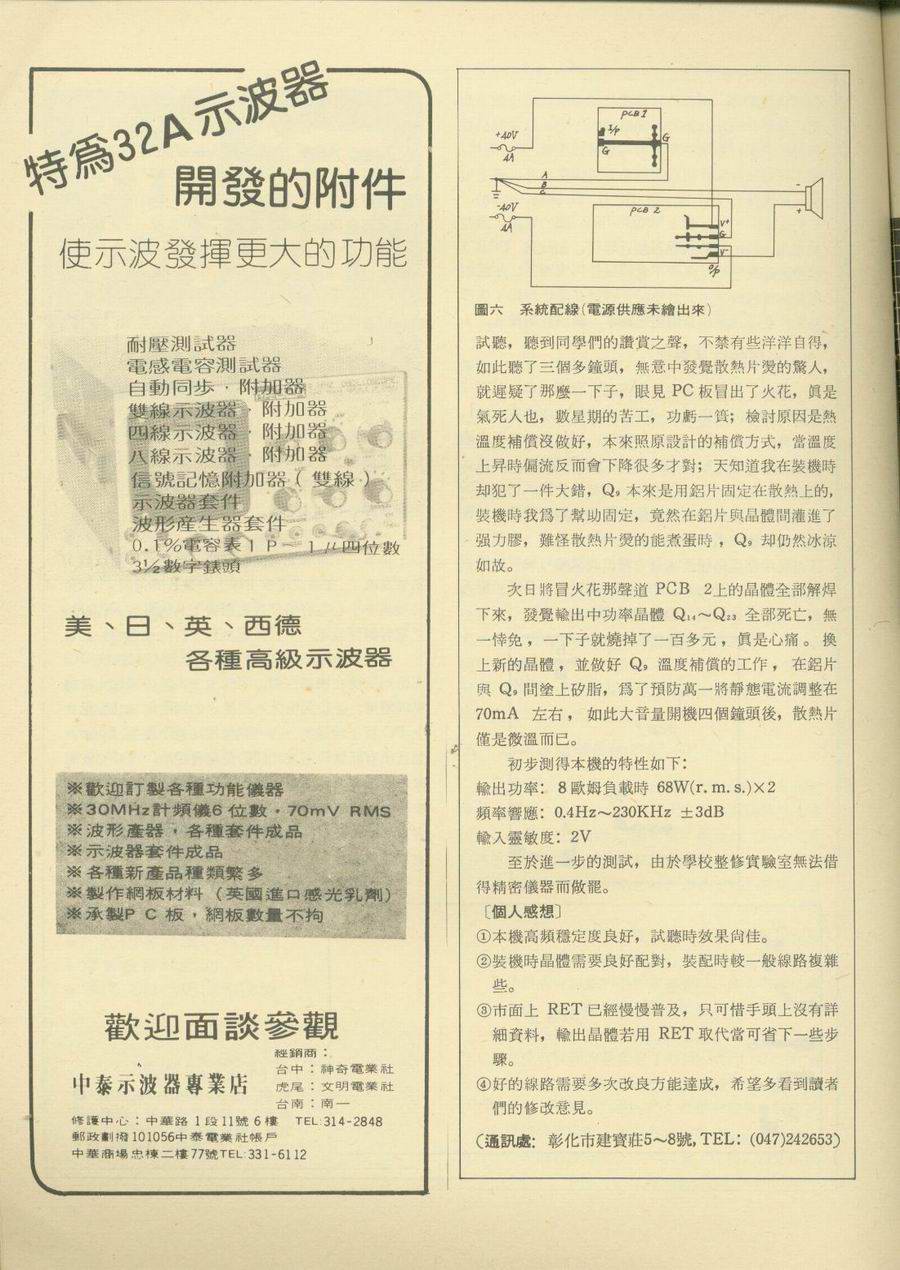 特爲32A示波器
開發的附件
使示波發揮更大的功能
耐壓測試器
電感電容測試器
自動同步·附加器
雙線示波器·附加器
四線示波器·附加器
八線示波器·附加器
信號記憶附加器(雙線)
示波器套件
波形產生器套件
0.1%電容表1P－1μ四位數
3½數字錶頭
美、日、英、西德
各種高級示波器
※歡迎訂製各種功能儀器
※30MHz計頻儀6位數·70mV RMS
※波形產器，各種套件成品
※示波器套件成品
※各種新產品種類繁多
※製作網板材料(英國進口感光乳劑)
※承製P C 板，網板數量不拘
歡迎面談參觀
中泰示波器專業店
經銷商：
台中：神奇電業社
虎尾：文明電業社
台南：南一
修護中心：中華路1段11號6樓 TEL:314-2848
郵政劃撥101056中泰電業社帳戶
中華商場忠棟二樓77號TEL:331-6112
PCB 1
+40V
4A
I/p
G
G
A
B
C
-40V
4A
PCB 2
V+
G
V-
O/p
-
+
圖六 系統配線(電源供應未繪出來)
試聽，聽到同學們的讚賞之聲，不禁有些洋洋自得，
如此聽了三個多鐘頭，無意中發覺散熱片燙的驚人，
就遲疑了那麼一下子，眼見 PC 板冒出了火花，眞是
氣死人也，數星期的苦工，功虧一簣；檢討原因是熱
溫度補償沒做好，本來照原設計的補償方式，當溫度
上昇時偏流反而會下降很多才對；天知道我在裝機時
却犯了一件大錯，Q₉ 本來是用鋁片固定在散熱上的，
裝機時我爲了幫助固定，竟然在鋁片與晶體間灌進了
强力膠，難怪散熱片燙的能煮蛋時，Q₉ 却仍然冰涼
如故。
次日將冒火花那聲道 PCB 2上的晶體全部解焊
下來，發覺輸出中功率晶體 Q₁₄～Q₂₃ 全部死亡，無
一悻免，一下子就燒掉了一百多元，眞是心痛。換
上新的晶體，並做好 Q₉ 溫度補償的工作，在鋁片
與 Q₉ 間塗上矽脂，爲了預防萬一將靜態電流調整在
70mA 左右，如此大音量開機四個鐘頭後，散熱片
僅是微溫而已。
初步測得本機的特性如下：
輸出功率：8歐姆負載時 68W(r. m. s.)×2
頻率響應：0.4Hz～230KHz ±3dB
輸入靈敏度：2V
至於進一步的測試，由於學校整修實驗室無法借
得精密儀器而做罷。
〔個人感想〕
①本機高頻穩定度良好，試聽時效果尙佳。
②裝機時晶體需要良好配對，裝配時較一般線路複雜
些。
③市面上 RET 已經慢慢普及，只可惜手頭上沒有詳
細資料，輸出晶體若用 RET 取代當可省下一些步
驟。
④好的線路需要多次改良方能達成，希望多看到讀者
們的修改意見。
(通訊處：彰化市建寶莊5～8號，TEL：(047)242653)